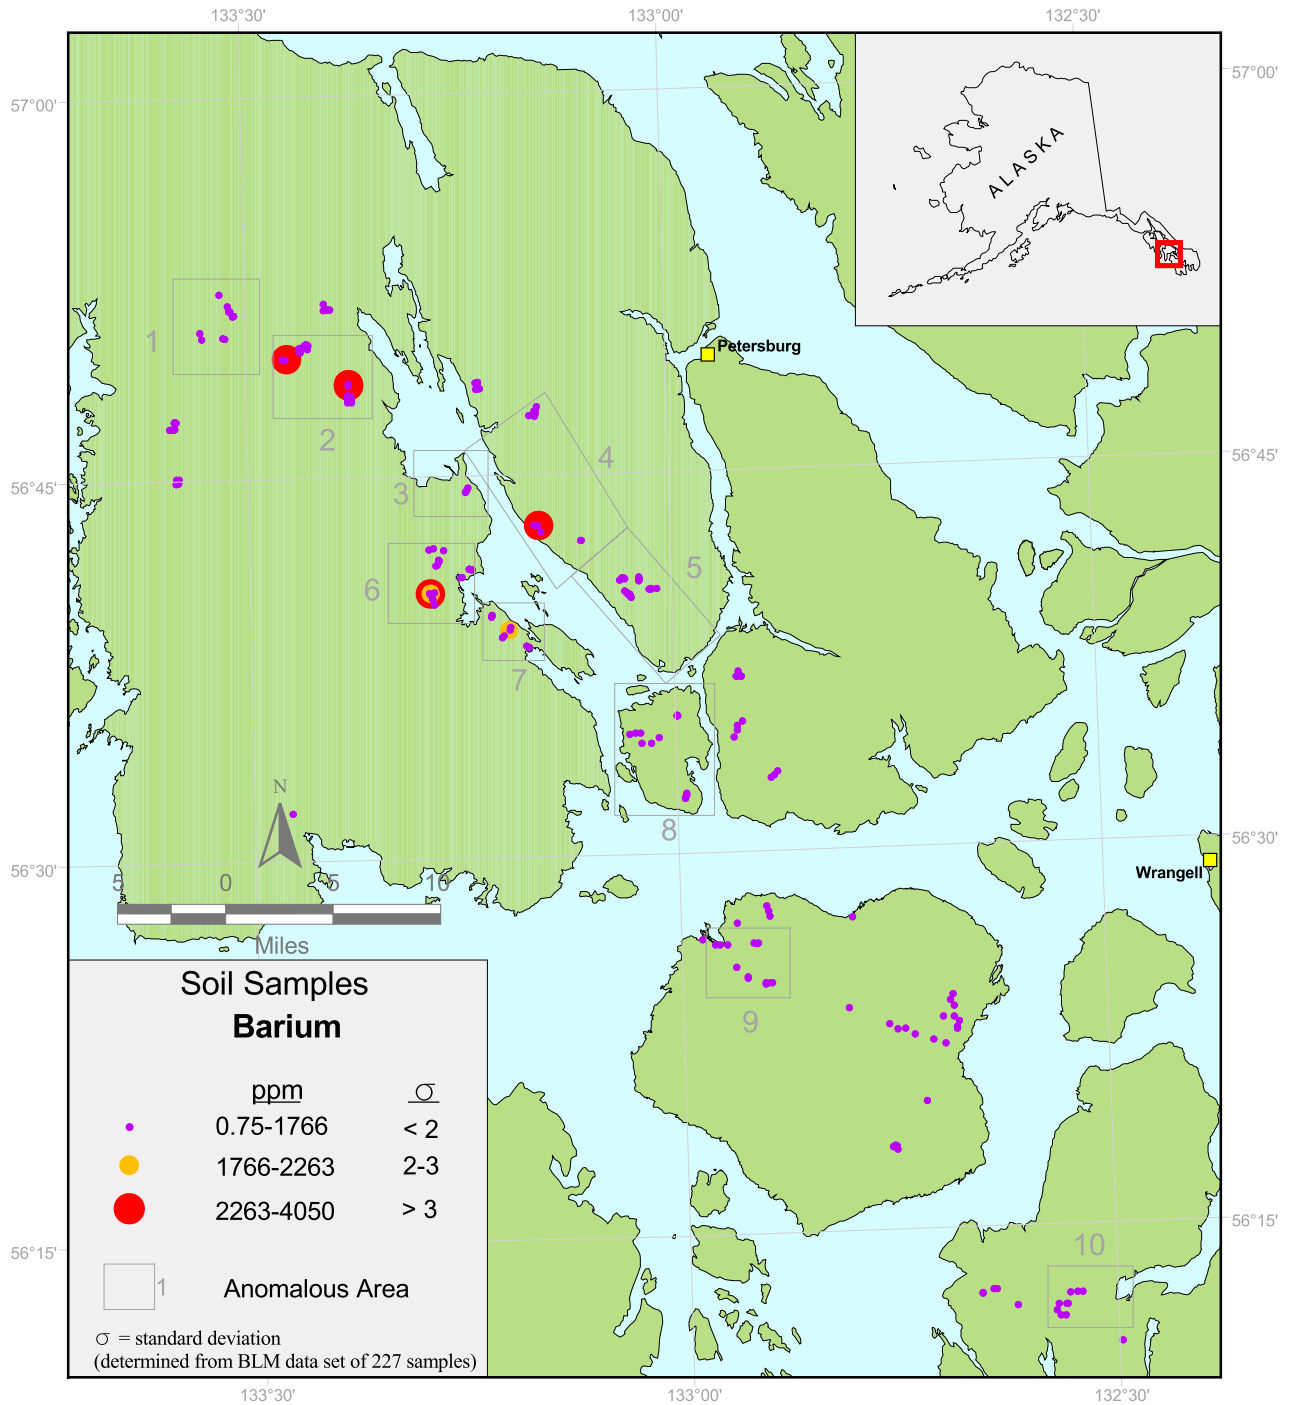 133°30'
133°00'
132°30'
57°00'
57°00'
ALASKA
Petersburg
1
2
3
4
5
6
7
8
9
10
56°45'
56°45'
56°30'
56°30'
Wrangell
N
5 0 5 10
Miles
Soil Samples
Barium
ppm σ
0.75-1766 < 2
1766-2263 2-3
2263-4050 > 3
1 Anomalous Area
σ = standard deviation
(determined from BLM data set of 227 samples)
56°15'
56°15'
133°30'
133°00'
132°30'